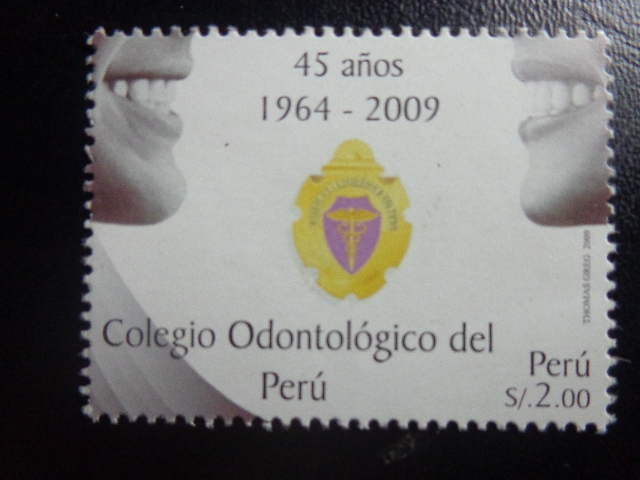 45 años
1964 - 2009
Colegio Odontológico del
Perú
Perú
S/.2.00
THOMAS GREG 2009